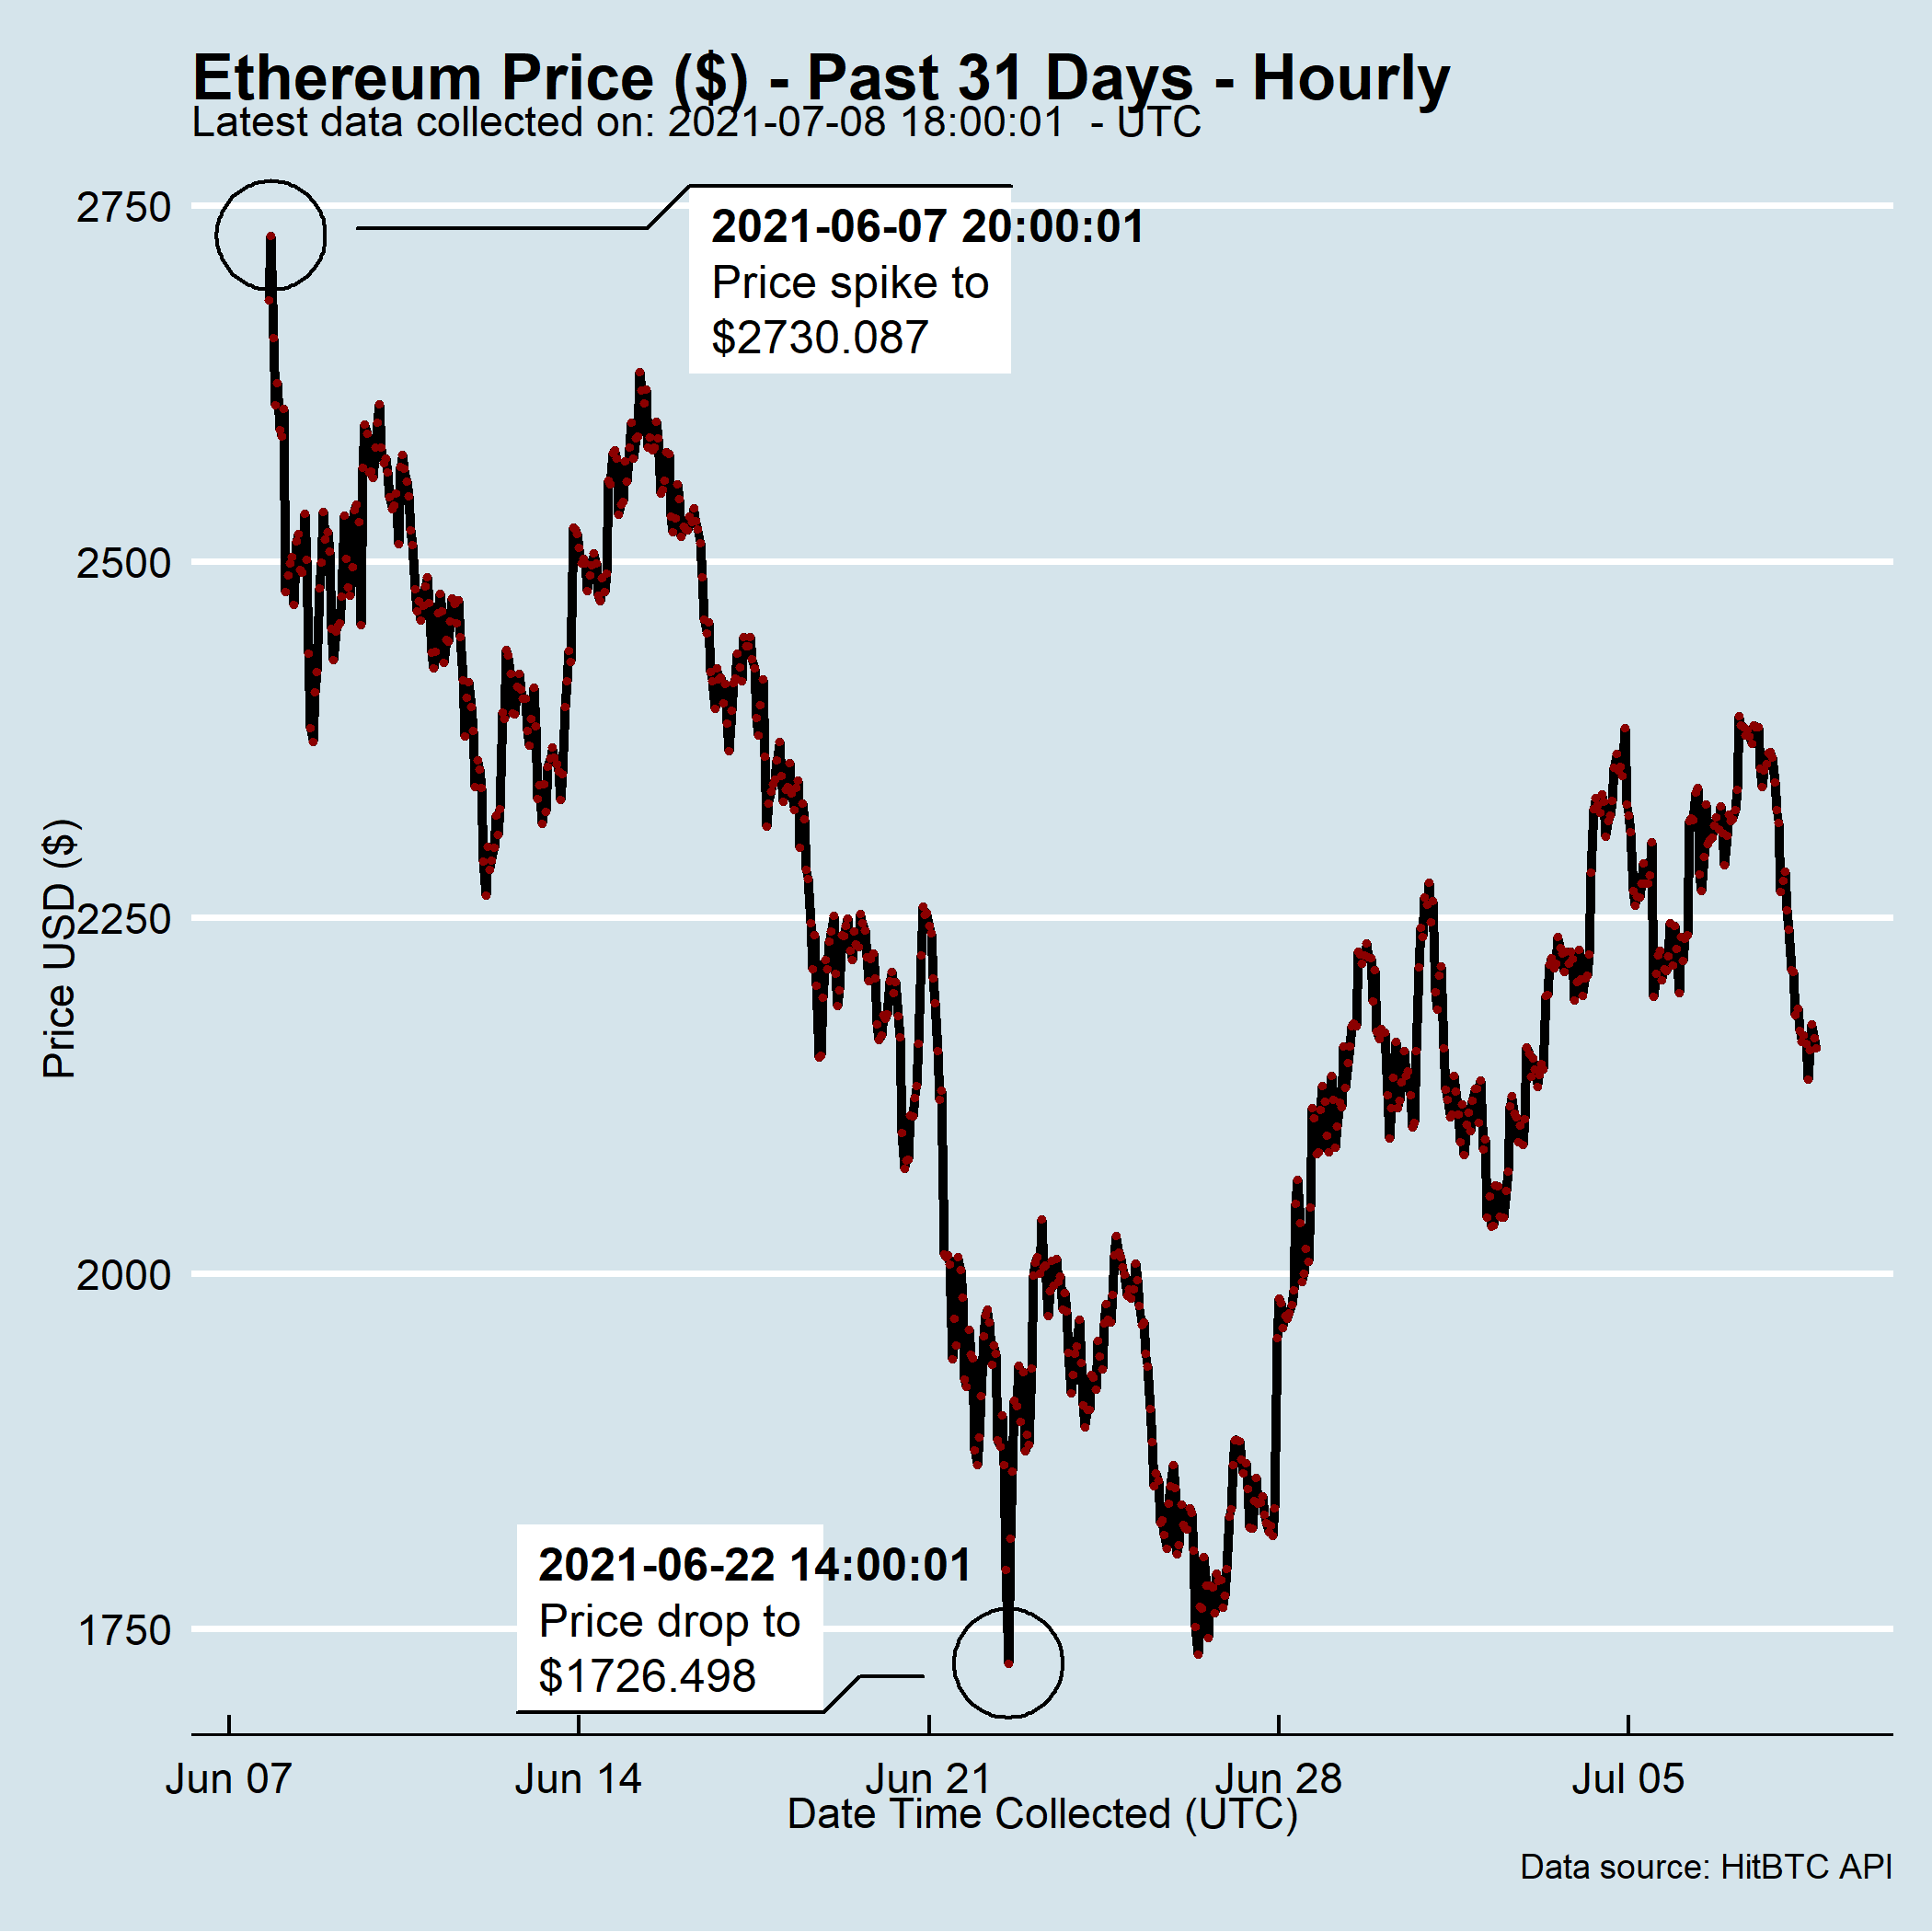 Ethereum Price ($) - Past 31 Days - Hourly
Latest data collected on: 2021-07-08 18:00:01  - UTC
2750
2500
2250
2000
1750
Price USD ($)
2021-06-07 20:00:01
Price spike to
$2730.087
2021-06-22 14:00:01
Price drop to
$1726.498
Jun 07
Jun 14
Jun 21
Jun 28
Jul 05
Date Time Collected (UTC)
Data source: HitBTC API